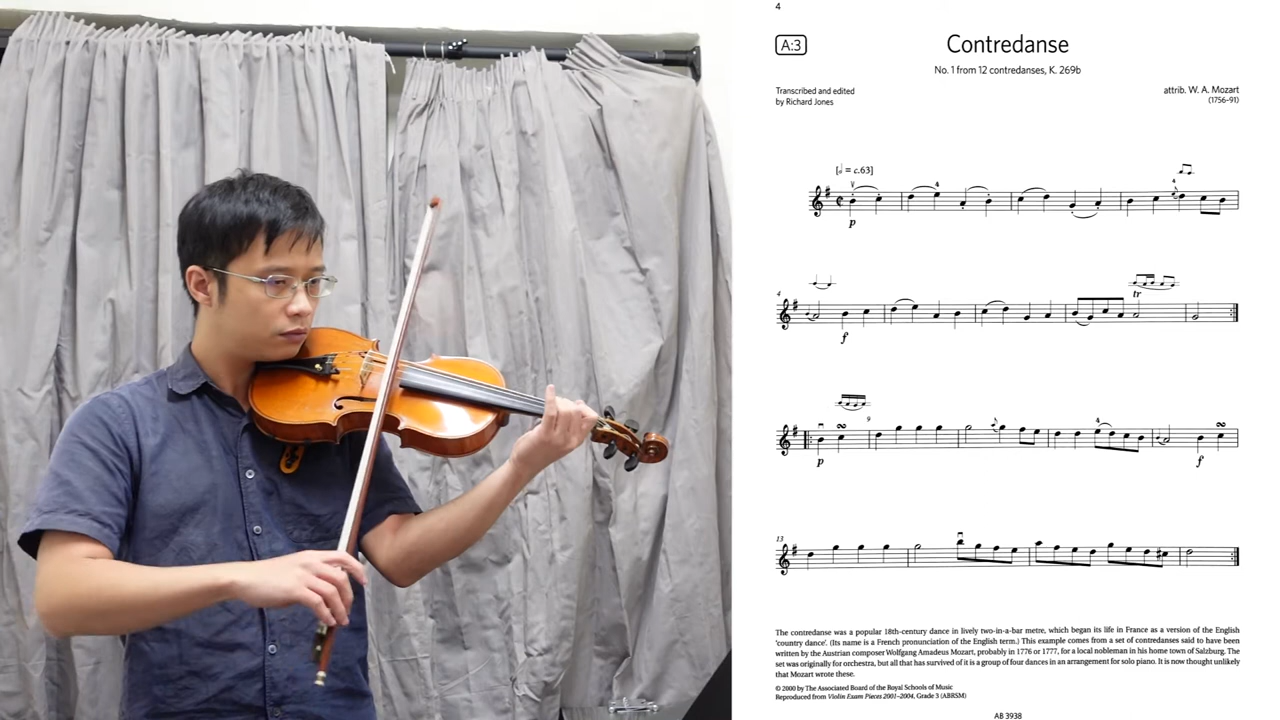 4
A:3
Contredanse
No. 1 from 12 contredanses, K. 269b
Transcribed and edited
by Richard Jones
attrib. W. A. Mozart
(1756–91)
[𝅗𝅥 = c.63]
4
4
p
4
tr
f
9
4
p
f
13
The contredanse was a popular 18th-century dance in lively two-in-a-bar metre, which began its life in France as a version of the English
'country dance'. (Its name is a French pronunciation of the English term.) This example comes from a set of contredanses said to have been
written by the Austrian composer Wolfgang Amadeus Mozart, probably in 1776 or 1777, for a local nobleman in his home town of Salzburg. The
set was originally for orchestra, but all that has survived of it is a group of four dances in an arrangement for solo piano. It is now thought unlikely
that Mozart wrote these.
© 2000 by The Associated Board of the Royal Schools of Music
Reproduced from Violin Exam Pieces 2001–2004, Grade 3 (ABRSM)
AB 3938